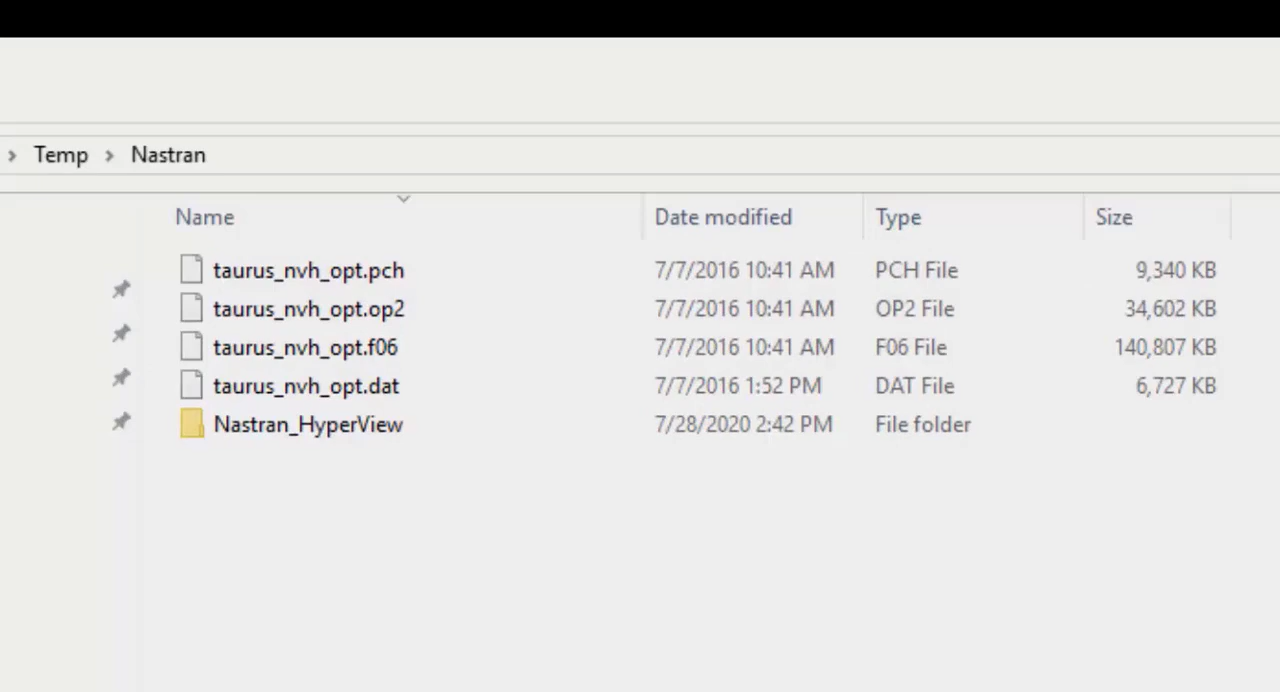 Temp > Nastran
Name Date modified Type Size
taurus_nvh_opt.pch 7/7/2016 10:41 AM PCH File 9,340 KB
taurus_nvh_opt.op2 7/7/2016 10:41 AM OP2 File 34,602 KB
taurus_nvh_opt.f06 7/7/2016 10:41 AM F06 File 140,807 KB
taurus_nvh_opt.dat 7/7/2016 1:52 PM DAT File 6,727 KB
Nastran_HyperView 7/28/2020 2:42 PM File folder